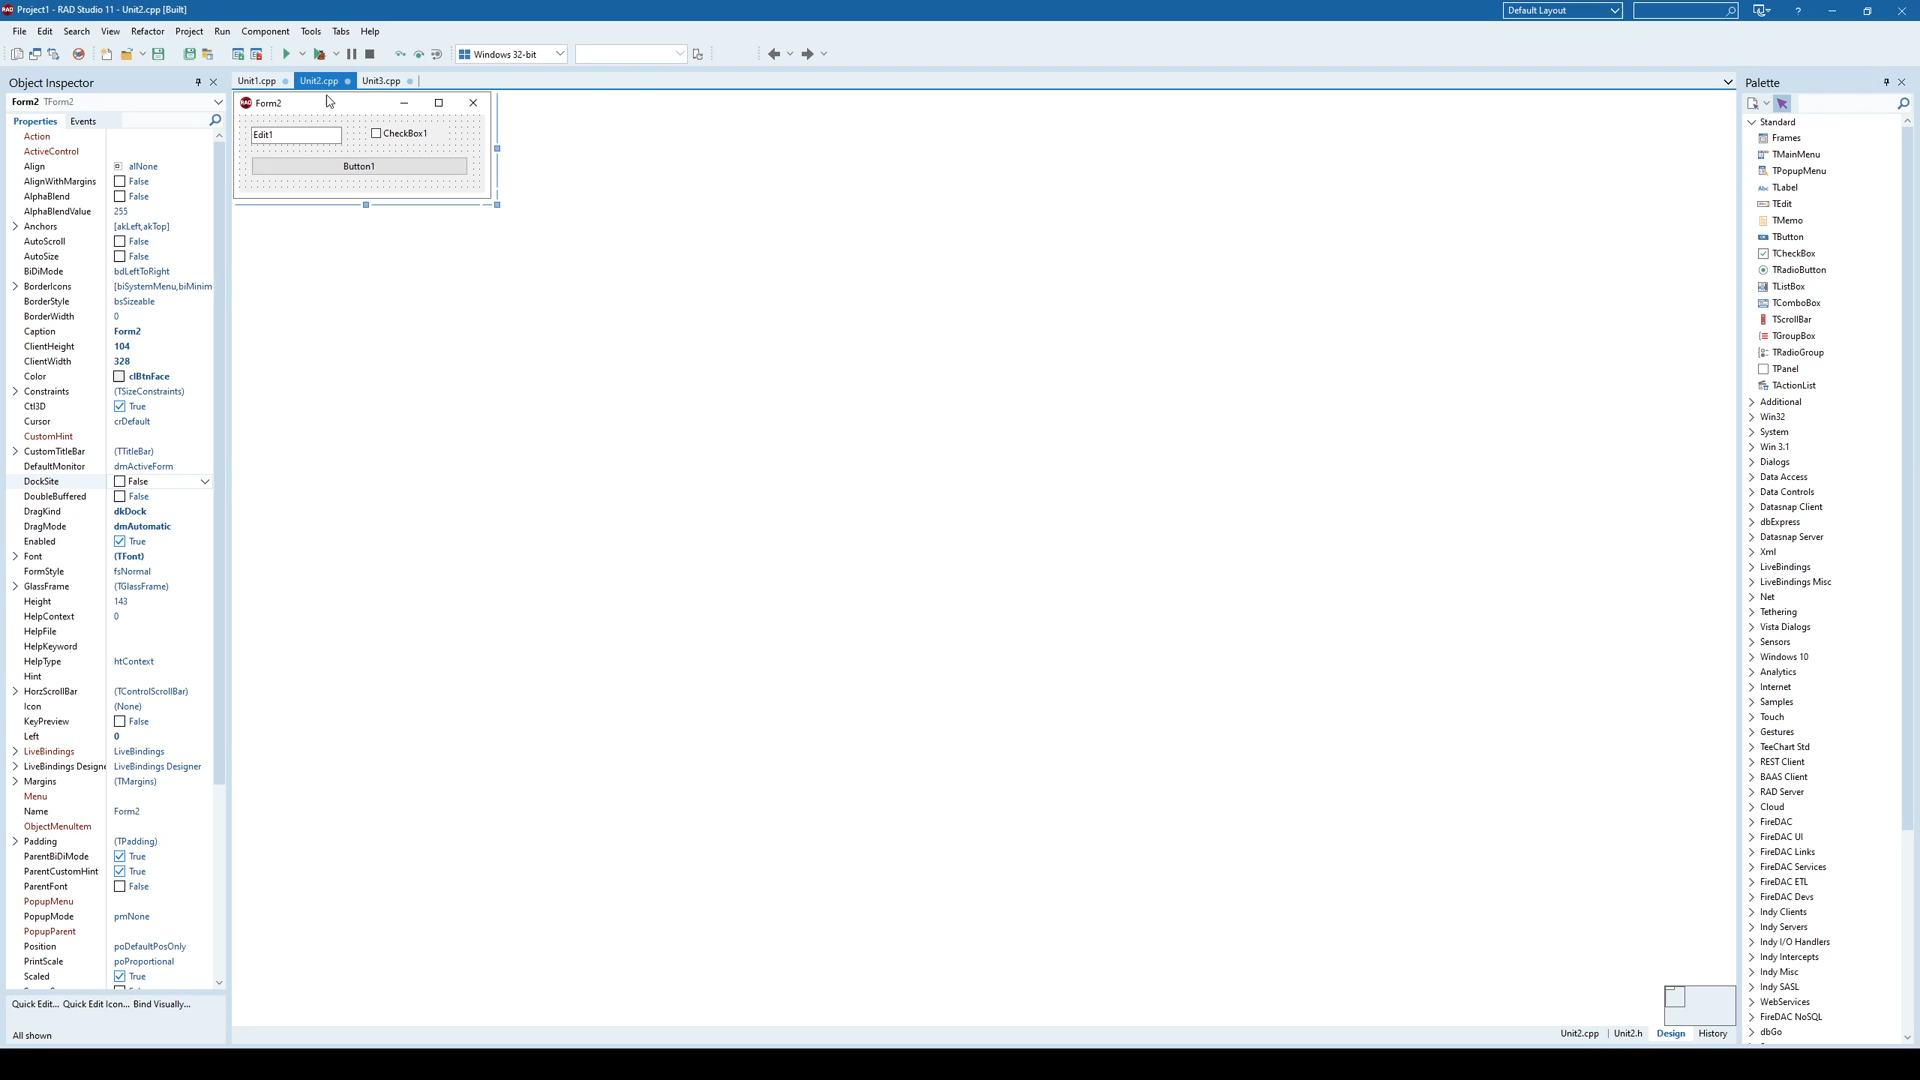 Project1 - RAD Studio 11 - Unit2.cpp [Built]
Default Layout
?
File Edit Search View Refactor Project Run Component Tools Tabs Help
Windows 32-bit
Object Inspector
Form2 TForm2
Properties Events
Action
ActiveControl
Align alNone
AlignWithMargins False
AlphaBlend False
AlphaBlendValue 255
Anchors [akLeft,akTop]
AutoScroll False
AutoSize False
BiDiMode bdLeftToRight
BorderIcons [biSystemMenu,biMinim
BorderStyle bsSizeable
BorderWidth 0
Caption Form2
ClientHeight 104
ClientWidth 328
Color clBtnFace
Constraints (TSizeConstraints)
Ctl3D True
Cursor crDefault
CustomHint
CustomTitleBar (TTitleBar)
DefaultMonitor dmActiveForm
DockSite False
DoubleBuffered False
DragKind dkDock
DragMode dmAutomatic
Enabled True
Font (TFont)
FormStyle fsNormal
GlassFrame (TGlassFrame)
Height 143
HelpContext 0
HelpFile
HelpKeyword
HelpType htContext
Hint
HorzScrollBar (TControlScrollBar)
Icon (None)
KeyPreview False
Left 0
LiveBindings LiveBindings
LiveBindings Designe LiveBindings Designer
Margins (TMargins)
Menu
Name Form2
ObjectMenuItem
Padding (TPadding)
ParentBiDiMode True
ParentCustomHint True
ParentFont False
PopupMenu
PopupMode pmNone
PopupParent
Position poDefaultPosOnly
PrintScale poProportional
Scaled True
Quick Edit... Quick Edit Icon... Bind Visually...
All shown
Unit1.cpp Unit2.cpp Unit3.cpp
RAD Form2
Edit1 CheckBox1
Button1
Unit2.cpp Unit2.h Design History
Palette
Standard
Frames
TMainMenu
TPopupMenu
Abc TLabel
TEdit
TMemo
TButton
TCheckBox
TRadioButton
TListBox
TComboBox
TScrollBar
TGroupBox
TRadioGroup
TPanel
TActionList
Additional
Win32
System
Win 3.1
Dialogs
Data Access
Data Controls
Datasnap Client
dbExpress
Datasnap Server
Xml
LiveBindings
LiveBindings Misc
Net
Tethering
Vista Dialogs
Sensors
Windows 10
Analytics
Internet
Samples
Touch
Gestures
TeeChart Std
REST Client
BAAS Client
RAD Server
Cloud
FireDAC
FireDAC UI
FireDAC Links
FireDAC Services
FireDAC ETL
FireDAC Devs
Indy Clients
Indy Servers
Indy I/O Handlers
Indy Intercepts
Indy Misc
Indy SASL
WebServices
FireDAC NoSQL
dbGo